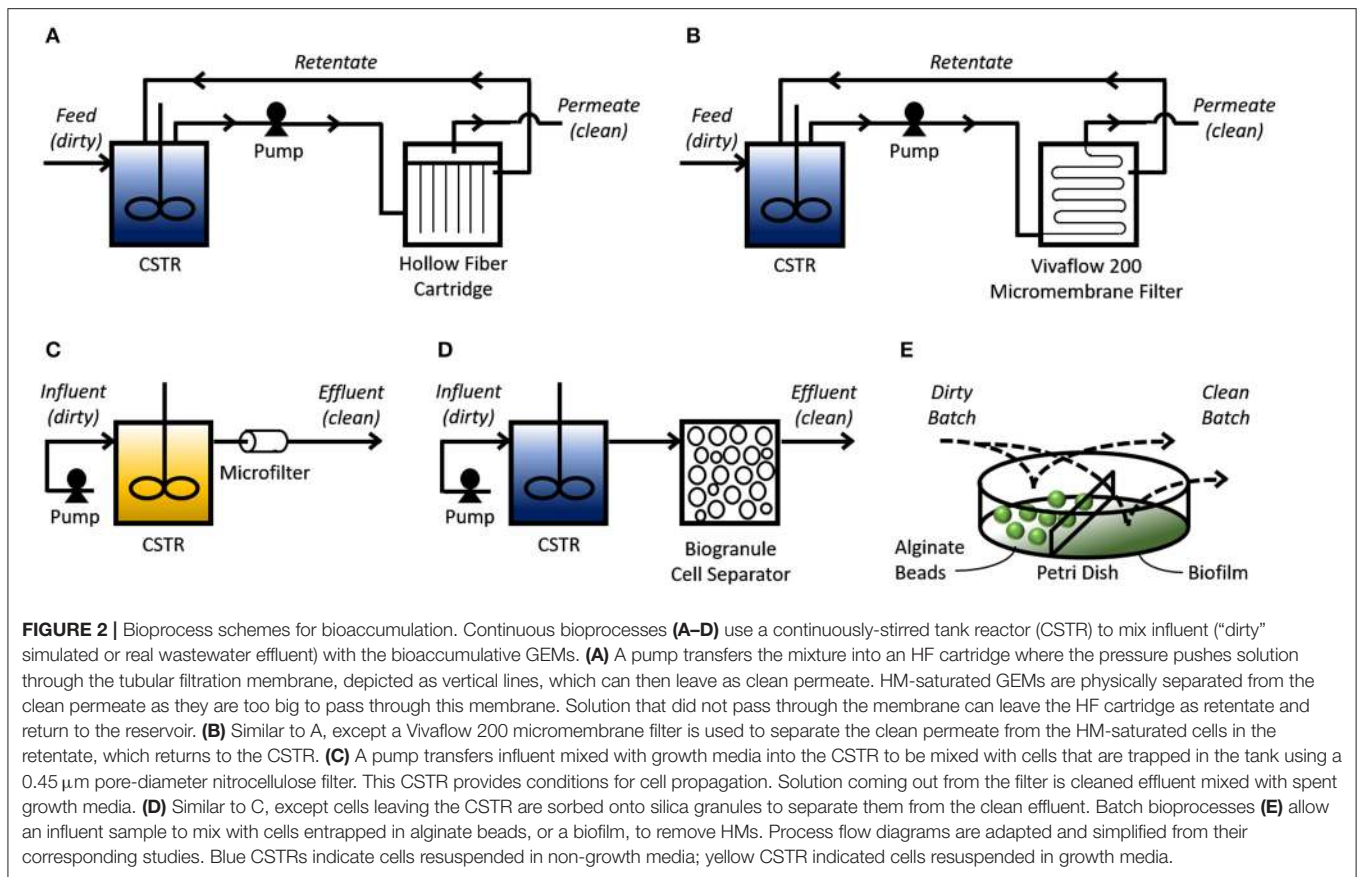 A
Retentate
Feed
(dirty)
Permeate
(clean)
Pump
CSTR
Hollow Fiber
Cartridge
B
Retentate
Feed
(dirty)
Permeate
(clean)
Pump
CSTR
Vivaflow 200
Micromembrane Filter
C
Influent
(dirty)
Effluent
(clean)
Microfilter
Pump
CSTR
D
Influent
(dirty)
Effluent
(clean)
Pump
CSTR
Biogranule
Cell Separator
E
Dirty
Batch
Clean
Batch
Alginate
Beads
Petri Dish
Biofilm
FIGURE 2 | Bioprocess schemes for bioaccumulation. Continuous bioprocesses (A–D) use a continuously-stirred tank reactor (CSTR) to mix influent (“dirty”
simulated or real wastewater effluent) with the bioaccumulative GEMs. (A) A pump transfers the mixture into an HF cartridge where the pressure pushes solution
through the tubular filtration membrane, depicted as vertical lines, which can then leave as clean permeate. HM-saturated GEMs are physically separated from the
clean permeate as they are too big to pass through this membrane. Solution that did not pass through the membrane can leave the HF cartridge as retentate and
return to the reservoir. (B) Similar to A, except a Vivaflow 200 micromembrane filter is used to separate the clean permeate from the HM-saturated cells in the
retentate, which returns to the CSTR. (C) A pump transfers influent mixed with growth media into the CSTR to be mixed with cells that are trapped in the tank using a
0.45 μm pore-diameter nitrocellulose filter. This CSTR provides conditions for cell propagation. Solution coming out from the filter is cleaned effluent mixed with spent
growth media. (D) Similar to C, except cells leaving the CSTR are sorbed onto silica granules to separate them from the clean effluent. Batch bioprocesses (E) allow
an influent sample to mix with cells entrapped in alginate beads, or a biofilm, to remove HMs. Process flow diagrams are adapted and simplified from their
corresponding studies. Blue CSTRs indicate cells resuspended in non-growth media; yellow CSTR indicated cells resuspended in growth media.